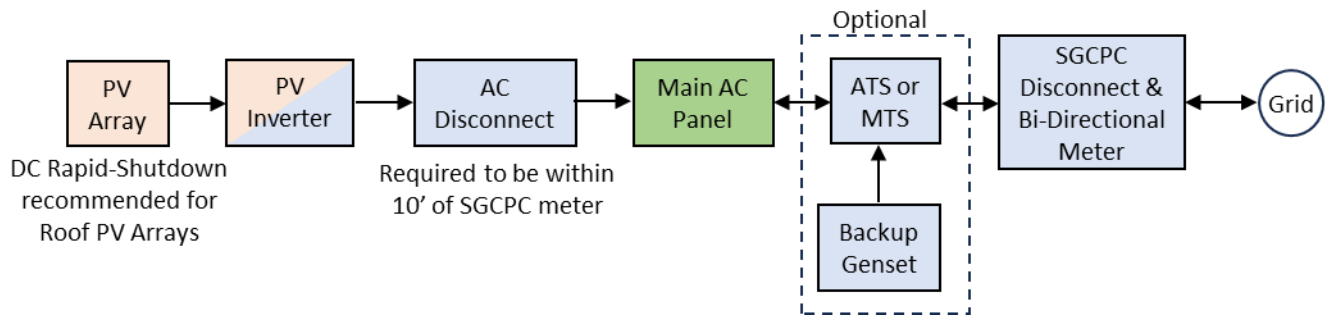 Optional
PV
Array
PV
Inverter
AC
Disconnect
Main AC
Panel
ATS or
MTS
SGCPC
Disconnect &
Bi-Directional
Meter
Grid
DC Rapid-Shutdown
recommended for
Roof PV Arrays
Required to be within
10’ of SGCPC meter
Backup
Genset